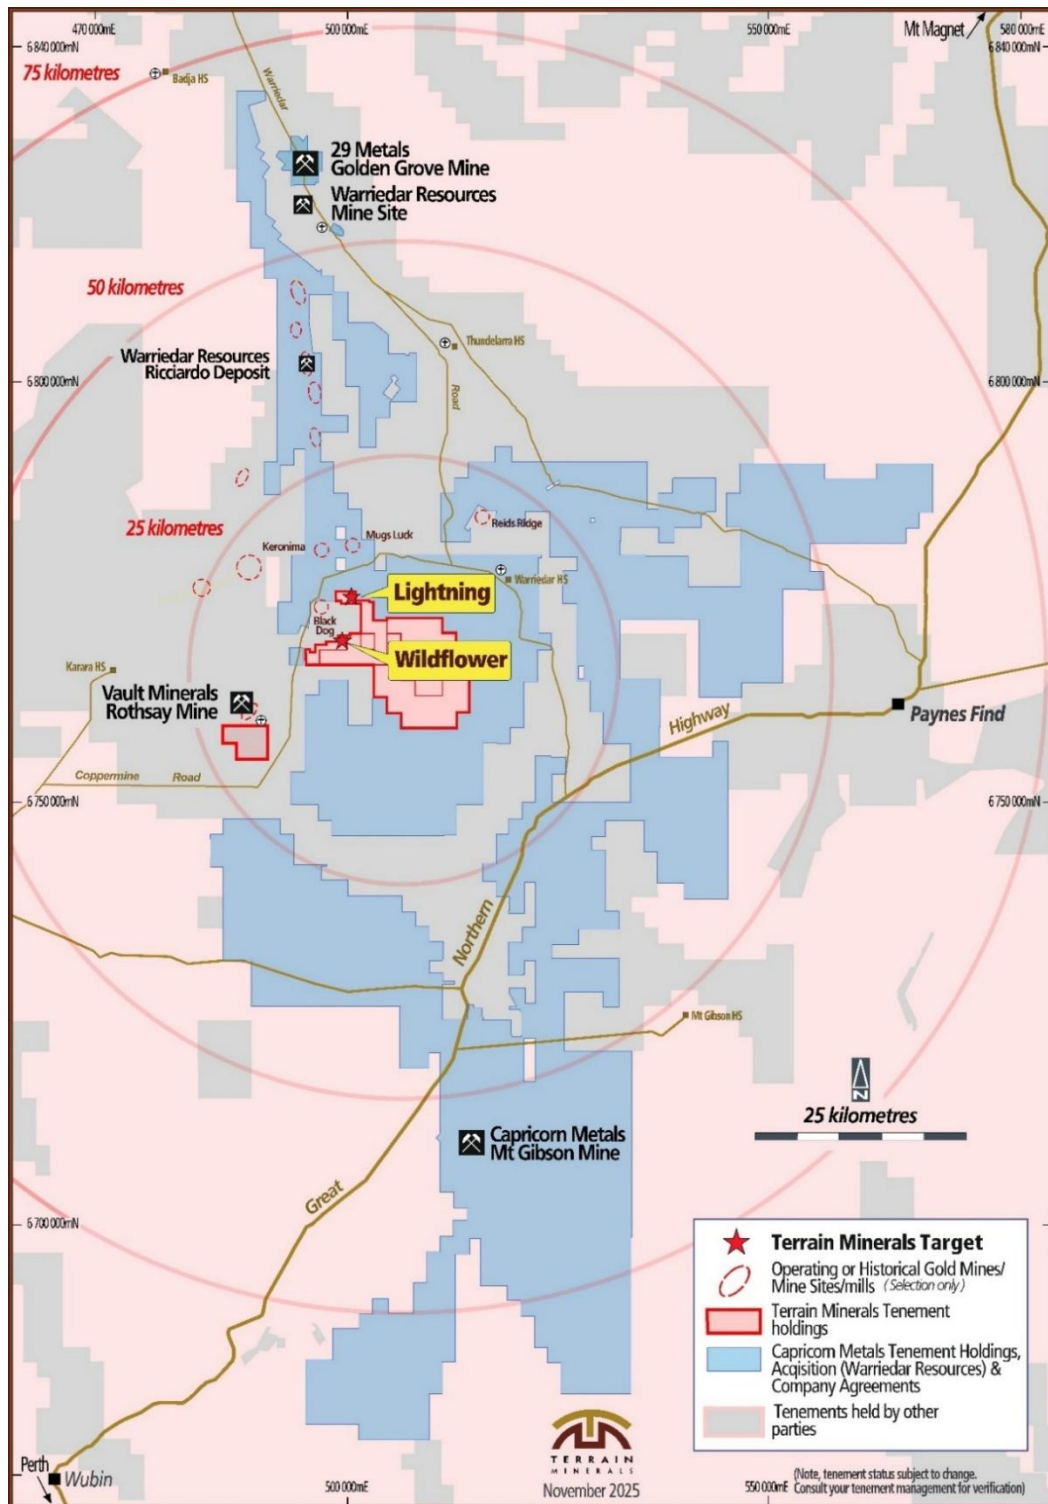 470 000mE
500 000mE
550 000mE
Mt Magnet
580 000mE
6 840 000mN
6 840 000mN
75 kilometres
Badja HS
Warriedar
29 Metals
Golden Grove Mine
Warriedar Resources
Mine Site
50 kilometres
Thundelarra HS
Warriedar Resources
Ricciardo Deposit
6 800 000mN
6 800 000mN
Road
25 kilometres
Reids Ridge
Mugs Luck
Keronima
Warriedar HS
Lightning
Black
Dog
Wildflower
Karara HS
Vault Minerals
Rothsay Mine
Paynes Find
Highway
Coppermine Road
6 750 000mN
6 750 000mN
Northern
Mt Gibson HS
N
25 kilometres
Capricorn Metals
Mt Gibson Mine
Great
6 700 000mN
Terrain Minerals Target
Operating or Historical Gold Mines/
Mine Sites/mills (Selection only)
Terrain Minerals Tenement
holdings
Capricorn Metals Tenement Holdings,
Acqisition (Warriedar Resources) &
Company Agreements
Tenements held by other
parties
TERRAIN
MINERALS
November 2025
Perth
Wubin
500 000mE
550 000mE
(Note, tenement status subject to change.
Consult your tenement management for verification)